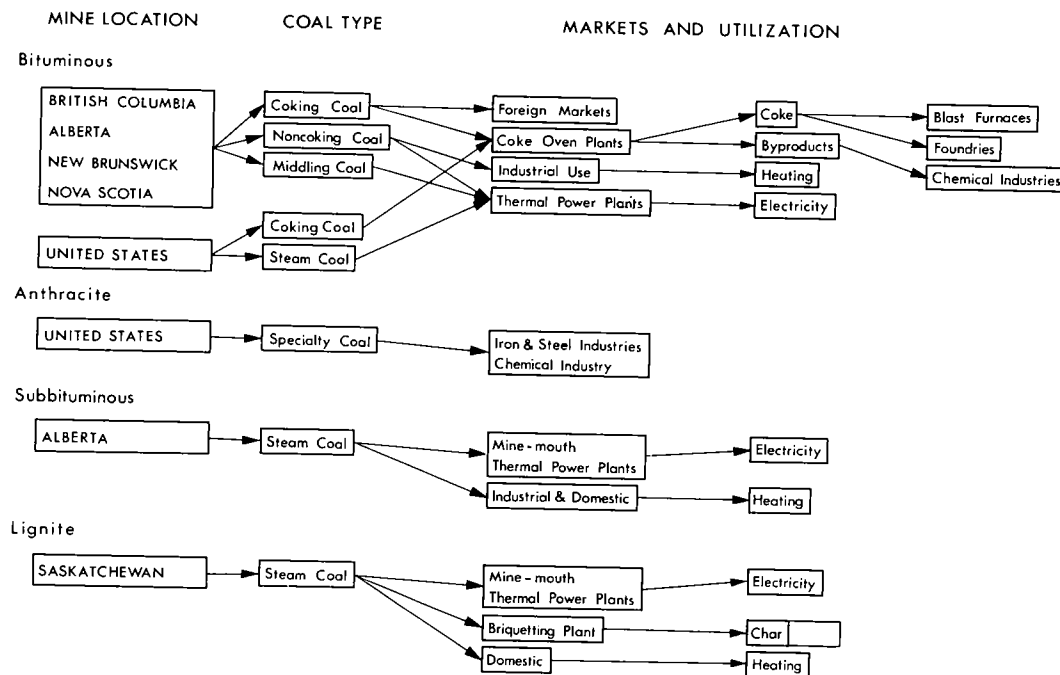 MINE LOCATION COAL TYPE MARKETS AND UTILIZATION
Bituminous
BRITISH COLUMBIA
ALBERTA
NEW BRUNSWICK
NOVA SCOTIA
Coking Coal
Noncoking Coal
Middling Coal
Foreign Markets
Coke Oven Plants
Industrial Use
Thermal Power Plants
Coke
Byproducts
Heating
Electricity
Blast Furnaces
Foundries
Chemical Industries
UNITED STATES
Coking Coal
Steam Coal
Anthracite
UNITED STATES
Specialty Coal
Iron & Steel Industries
Chemical Industry
Subbituminous
ALBERTA
Steam Coal
Mine-mouth
Thermal Power Plants
Electricity
Industrial & Domestic
Heating
Lignite
SASKATCHEWAN
Steam Coal
Mine-mouth
Thermal Power Plants
Electricity
Briquetting Plant
Char
Domestic
Heating